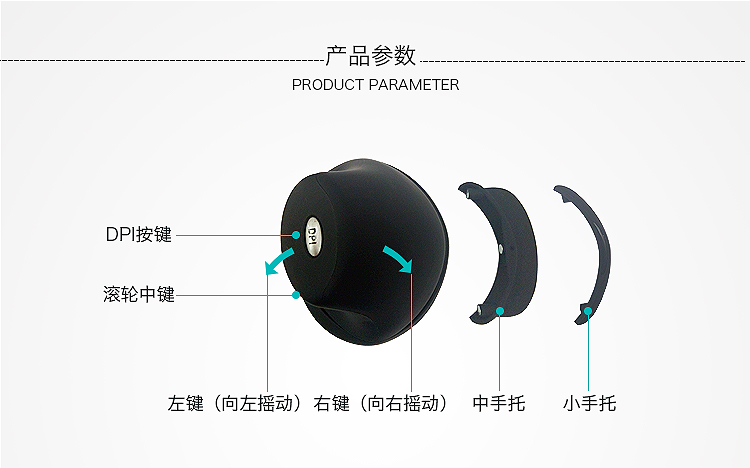 产品参数
PRODUCT PARAMETER
DPI按键
DPI
滚轮中键
左键（向左摇动）
右键（向右摇动）
中手托
小手托